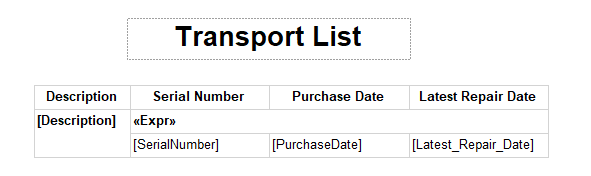 Transport List
Description Serial Number Purchase Date Latest Repair Date
[Description] «Expr»
[SerialNumber] [PurchaseDate] [Latest_Repair_Date]